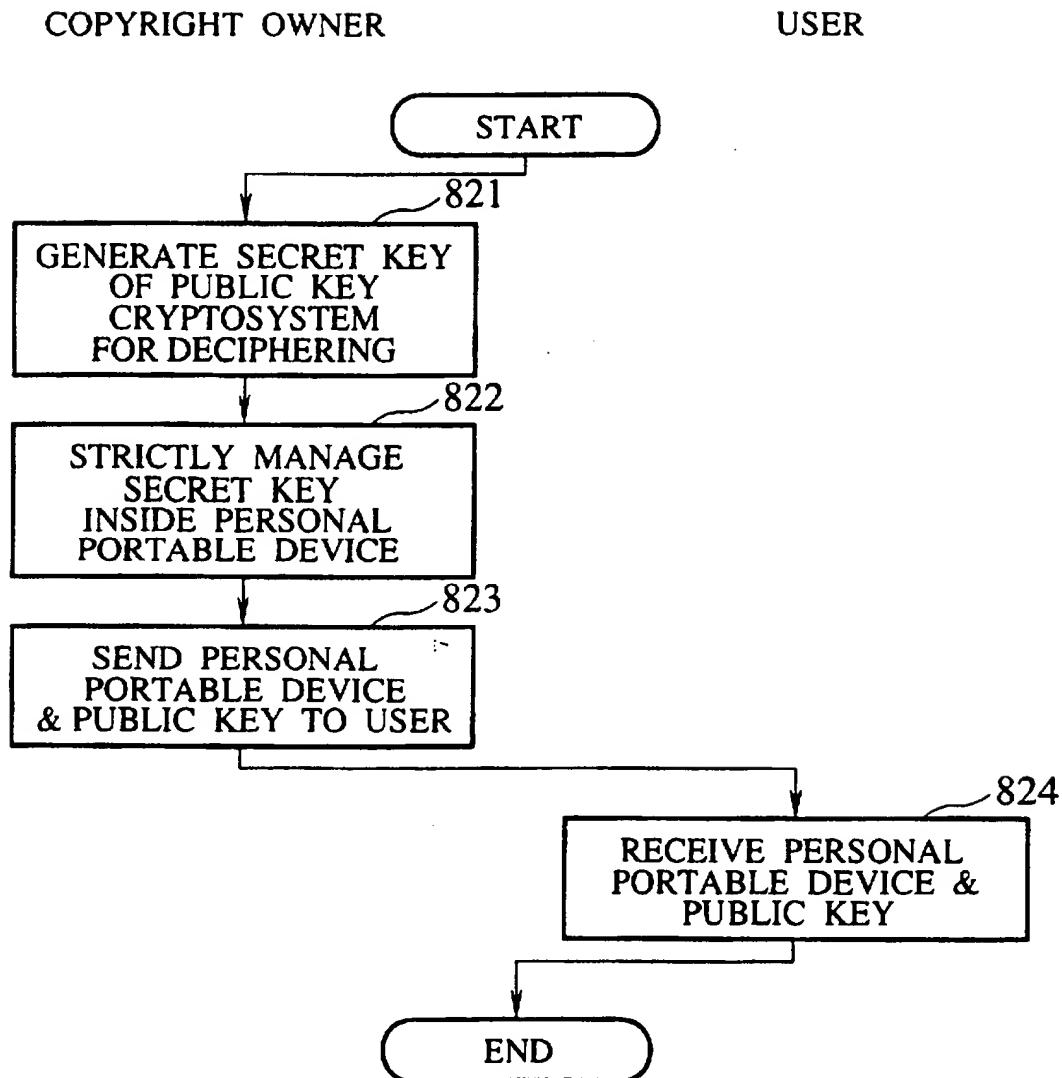 COPYRIGHT OWNER
USER
START
821
GENERATE SECRET KEY
OF PUBLIC KEY
CRYPTOSYSTEM
FOR DECIPHERING
822
STRICTLY MANAGE
SECRET KEY
INSIDE PERSONAL
PORTABLE DEVICE
823
SEND PERSONAL
PORTABLE DEVICE
& PUBLIC KEY TO USER
824
RECEIVE PERSONAL
PORTABLE DEVICE &
PUBLIC KEY
END